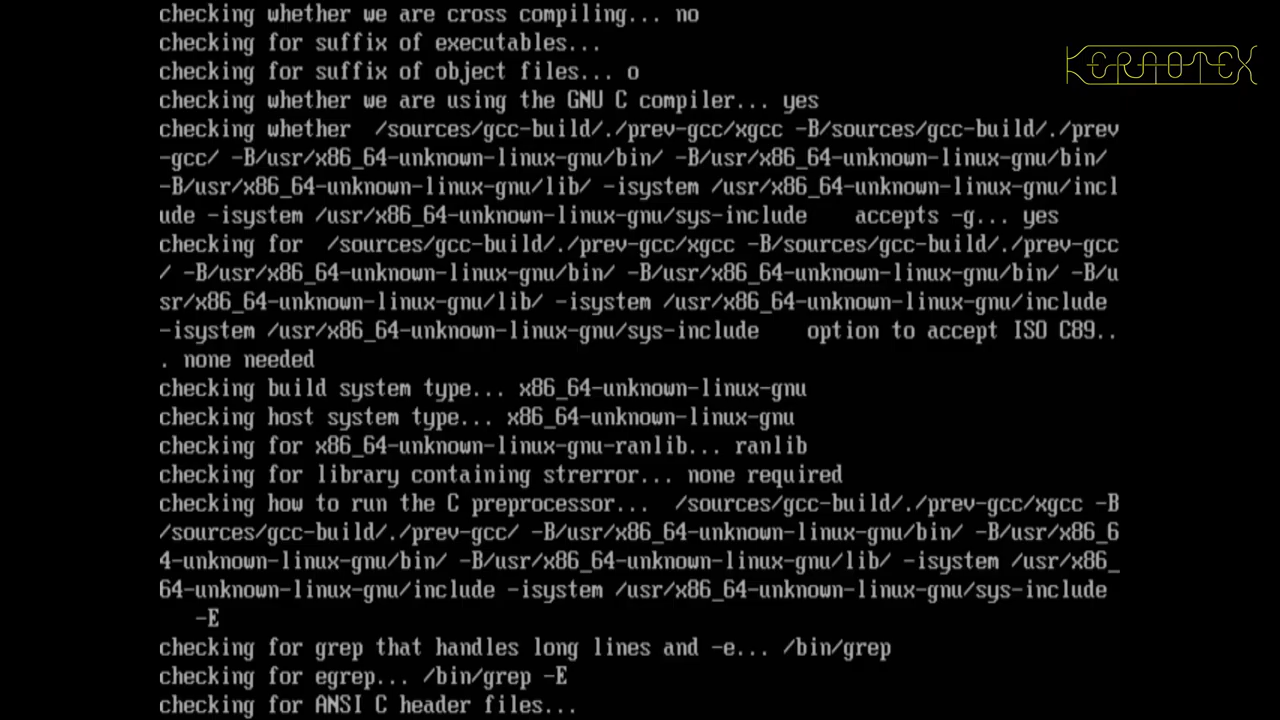 checking whether we are cross compiling... no
checking for suffix of executables...
checking for suffix of object files... o
checking whether we are using the GNU C compiler... yes
checking whether  /sources/gcc-build/./prev-gcc/xgcc -B/sources/gcc-build/./prev
-gcc/ -B/usr/x86_64-unknown-linux-gnu/bin/ -B/usr/x86_64-unknown-linux-gnu/bin/
-B/usr/x86_64-unknown-linux-gnu/lib/ -isystem /usr/x86_64-unknown-linux-gnu/incl
ude -isystem /usr/x86_64-unknown-linux-gnu/sys-include    accepts -g... yes
checking for  /sources/gcc-build/./prev-gcc/xgcc -B/sources/gcc-build/./prev-gcc
/ -B/usr/x86_64-unknown-linux-gnu/bin/ -B/usr/x86_64-unknown-linux-gnu/bin/ -B/u
sr/x86_64-unknown-linux-gnu/lib/ -isystem /usr/x86_64-unknown-linux-gnu/include
-isystem /usr/x86_64-unknown-linux-gnu/sys-include    option to accept ISO C89..
. none needed
checking build system type... x86_64-unknown-linux-gnu
checking host system type... x86_64-unknown-linux-gnu
checking for x86_64-unknown-linux-gnu-ranlib... ranlib
checking for library containing strerror... none required
checking how to run the C preprocessor...  /sources/gcc-build/./prev-gcc/xgcc -B
/sources/gcc-build/./prev-gcc/ -B/usr/x86_64-unknown-linux-gnu/bin/ -B/usr/x86_6
4-unknown-linux-gnu/bin/ -B/usr/x86_64-unknown-linux-gnu/lib/ -isystem /usr/x86_
64-unknown-linux-gnu/include -isystem /usr/x86_64-unknown-linux-gnu/sys-include
   -E
checking for grep that handles long lines and -e... /bin/grep
checking for egrep... /bin/grep -E
checking for ANSI C header files...
KERNOTEX